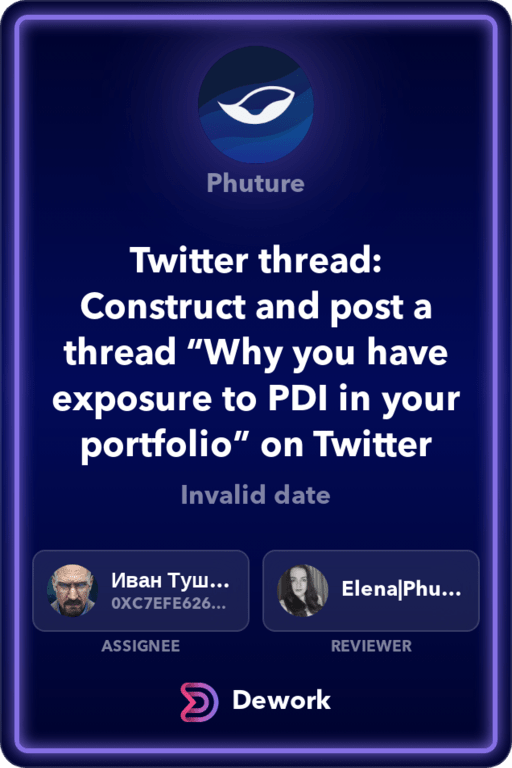 Phuture
Twitter thread:
Construct and post a
thread “Why you have
exposure to PDI in your
portfolio” on Twitter
Invalid date
Иван Туш...
0XC7EFE626...
ASSIGNEE
Elena|Phu...
REVIEWER
Dework